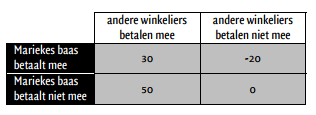 andere winkeliers betalen mee
andere winkeliers betalen niet mee
Mariekes baas betaalt mee
30
-20
Mariekes baas betaalt niet mee
50
0